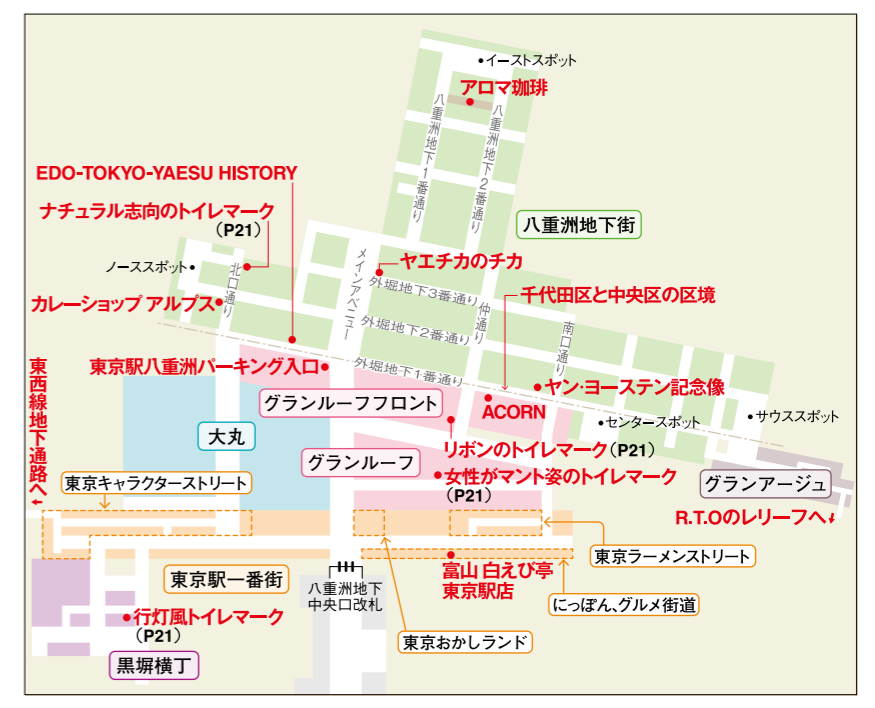 ・イーストスポット
アロマ珈琲
八重洲地下1番通り
八重洲地下2番通り
EDO-TOKYO-YAESU HISTORY
ナチュラル志向のトイレマーク
（P21）
八重洲地下街
ノーススポット・
北口通り
メインアベニュー
ヤエチカのチカ
外堀地下3番通り
仲通り
千代田区と中央区の区境
カレーショップ アルプス
外堀地下2番通り
南口通り
東京駅八重洲パーキング入口
外堀地下1番通り
ヤン・ヨーステン記念像
東西線地下通路へ
グランルーフフロント
ACORN
・センタースポット
・サウススポット
大丸
リボンのトイレマーク（P21）
グランルーフ
女性がマント姿のトイレマーク
（P21）
グランアージュ
東京キャラクターストリート
R.T.Oのレリーフへ
東京ラーメンストリート
東京駅一番街
八重洲地下
中央口改札
富山 白えび亭
東京駅店
にっぽん、グルメ街道
行灯風トイレマーク
（P21）
東京おかしランド
黒塀横丁